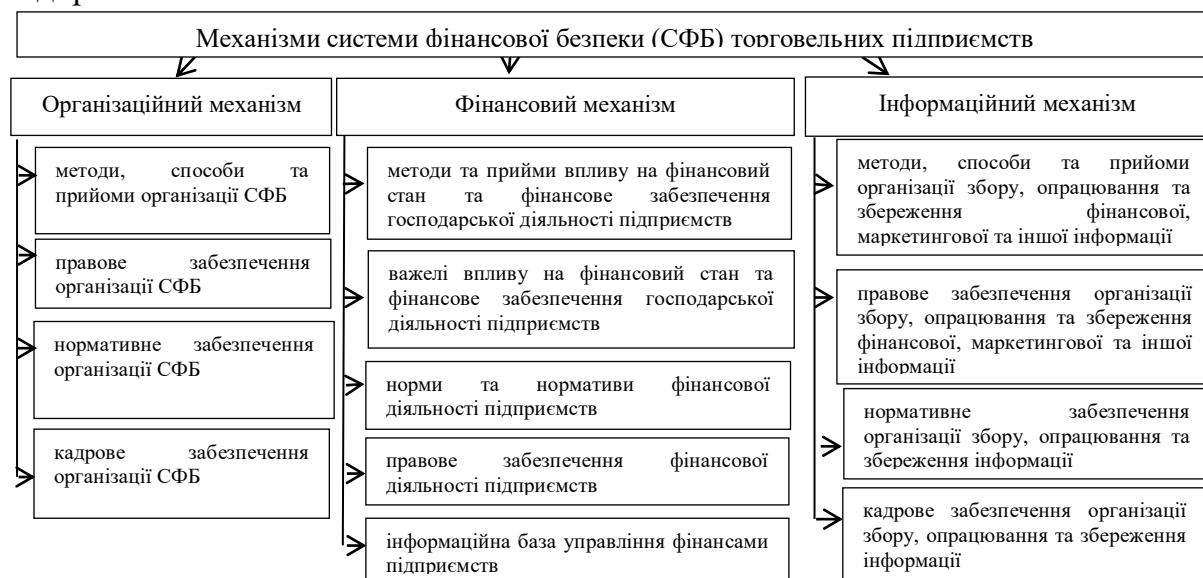 Механізми системи фінансової безпеки (СФБ) торговельних підприємств
Організаційний механізм
методи, способи та
прийоми організації СФБ
правове забезпечення
організації СФБ
нормативне забезпечення
організації СФБ
кадрове забезпечення
організації СФБ
Фінансовий механізм
методи та прийми впливу на фінансовий
стан та фінансове забезпечення
господарської діяльності підприємств
важелі впливу на фінансовий стан та
фінансове забезпечення господарської
діяльності підприємств
норми та нормативи фінансової
діяльності підприємств
правове забезпечення фінансової
діяльності підприємств
інформаційна база управління фінансами
підприємств
Інформаційний механізм
методи, способи та прийоми
організації збору, опрацювання та
збереження фінансової,
маркетингової та іншої інформації
правове забезпечення організації
збору, опрацювання та збереження
фінансової, маркетингової та іншої
інформації
нормативне забезпечення
організації збору, опрацювання та
збереження інформації
кадрове забезпечення організації
збору, опрацювання та збереження
інформації